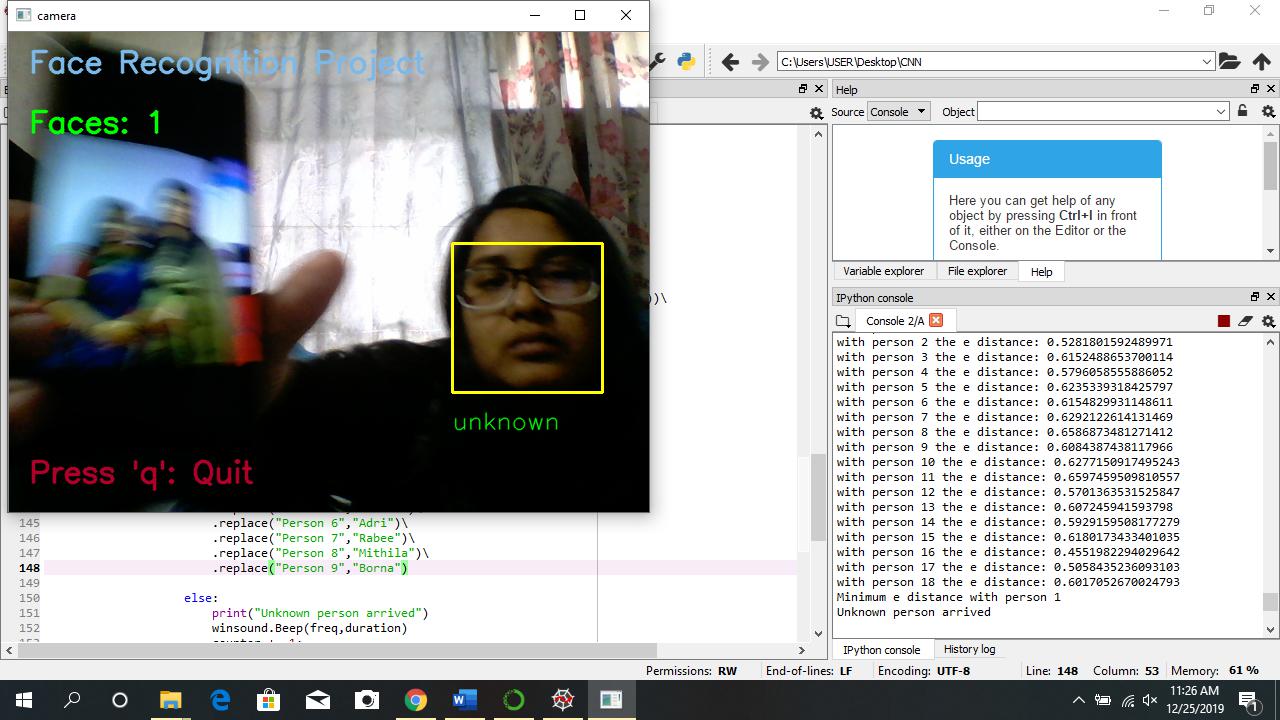 camera
Face Recognition Project
Faces: 1
unknown
Press 'q': Quit
C:\Users\USER\Desktop\CNN
Help
Source Console Object
Usage
Here you can get help of any
object by pressing Ctrl+I in front
of it, either on the Editor or the
Console.
Variable explorer File explorer Help
))\
IPython console
Console 2/A
with person 2 the e distance: 0.5281801592489971
with person 3 the e distance: 0.6152488653700114
with person 4 the e distance: 0.5796058555886052
with person 5 the e distance: 0.6235339318425797
with person 6 the e distance: 0.6154829931148611
with person 7 the e distance: 0.6292122614131469
with person 8 the e distance: 0.6586873481271412
with person 9 the e distance: 0.6084387438117966
with person 10 the e distance: 0.6277150917495243
with person 11 the e distance: 0.6597459509810557
with person 12 the e distance: 0.5701363531525847
with person 13 the e distance: 0.607245941593798
with person 14 the e distance: 0.5929159508177279
with person 15 the e distance: 0.6180173433401035
with person 16 the e distance: 0.4551872294029642
with person 17 the e distance: 0.5058435236093103
with person 18 the e distance: 0.6017052670024793
Minimum e distance with person 1
Unknown person arrived
145 .replace("Person 6","Adri")\
146 .replace("Person 7","Rabee")\
147 .replace("Person 8","Mithila")\
148 .replace("Person 9","Borna")
149
150 else:
151 print("Unknown person arrived")
152 winsound.Beep(freq,duration)
IPython console History log
Permissions: RW End-of-lines: LF Encoding: UTF-8 Line: 148 Column: 53 Memory: 61 %
11:26 AM
12/25/2019
1